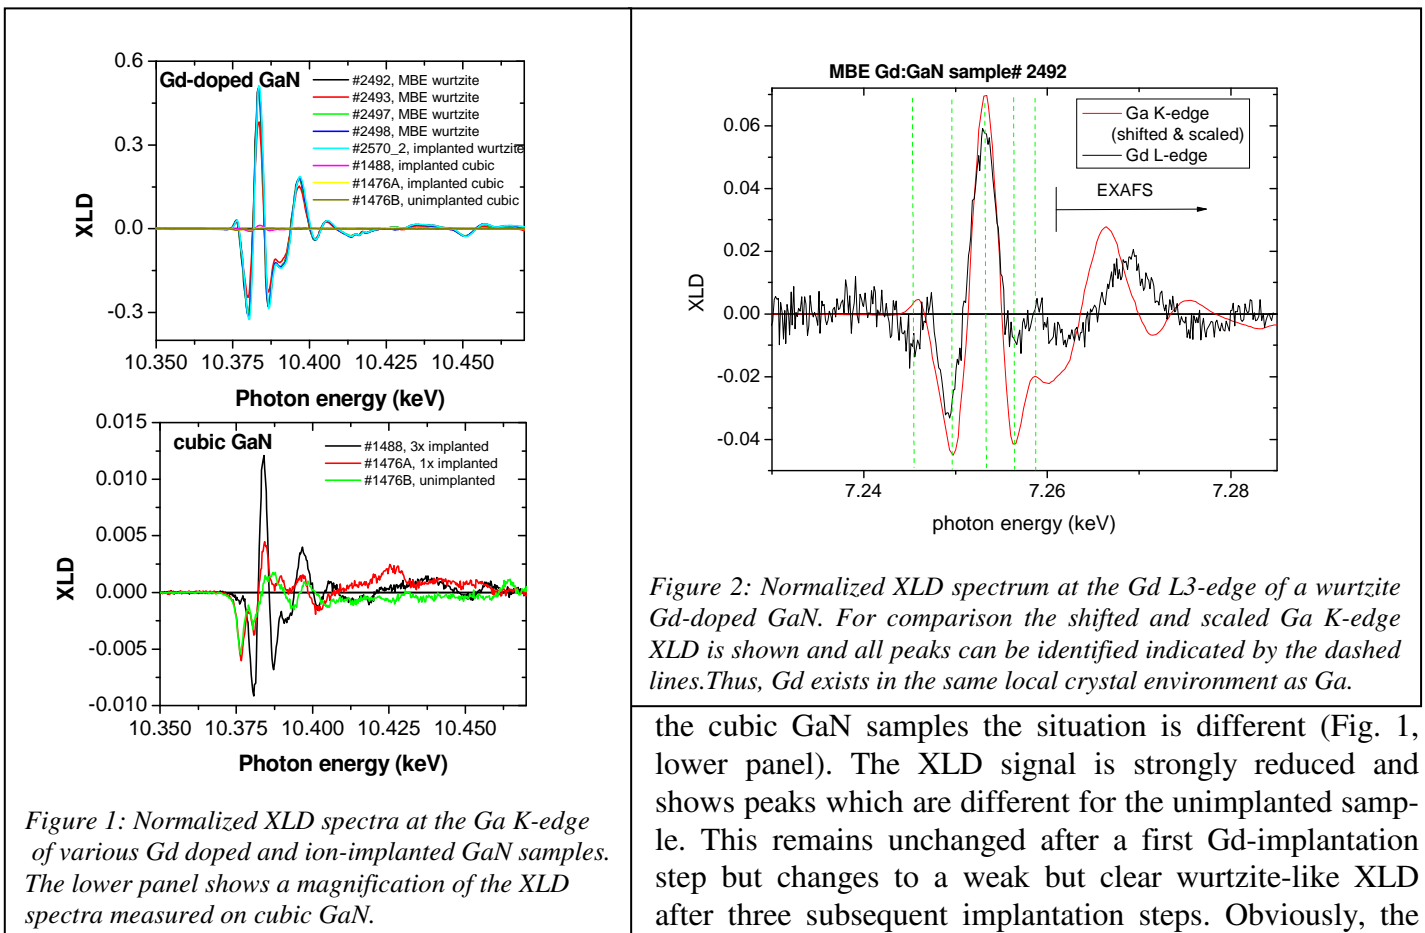 Gd-doped GaN
#2492, MBE wurtzite
#2493, MBE wurtzite
#2497, MBE wurtzite
#2498, MBE wurtzite
#2570_2, implanted wurtzite
#1488, implanted cubic
#1476A, implanted cubic
#1476B, unimplanted cubic
0.6
0.3
0.0
-0.3
XLD
10.350 10.375 10.400 10.425 10.450
Photon energy (keV)
cubic GaN
#1488, 3x implanted
#1476A, 1x implanted
#1476B, unimplanted
0.015
0.010
0.005
0.000
-0.005
-0.010
XLD
10.350 10.375 10.400 10.425 10.450
Photon energy (keV)
Figure 1: Normalized XLD spectra at the Ga K-edge
of various Gd doped and ion-implanted GaN samples.
The lower panel shows a magnification of the XLD
spectra measured on cubic GaN.
MBE Gd:GaN sample# 2492
Ga K-edge
(shifted & scaled)
Gd L-edge
EXAFS
0.06
0.04
0.02
0.00
-0.02
-0.04
XLD
7.24 7.26 7.28
photon energy (keV)
Figure 2: Normalized XLD spectrum at the Gd L3-edge of a wurtzite
Gd-doped GaN. For comparison the shifted and scaled Ga K-edge
XLD is shown and all peaks can be identified indicated by the dashed
lines.Thus, Gd exists in the same local crystal environment as Ga.
the cubic GaN samples the situation is different (Fig. 1,
lower panel). The XLD signal is strongly reduced and
shows peaks which are different for the unimplanted samp-
le. This remains unchanged after a first Gd-implantation
step but changes to a weak but clear wurtzite-like XLD
after three subsequent implantation steps. Obviously, the